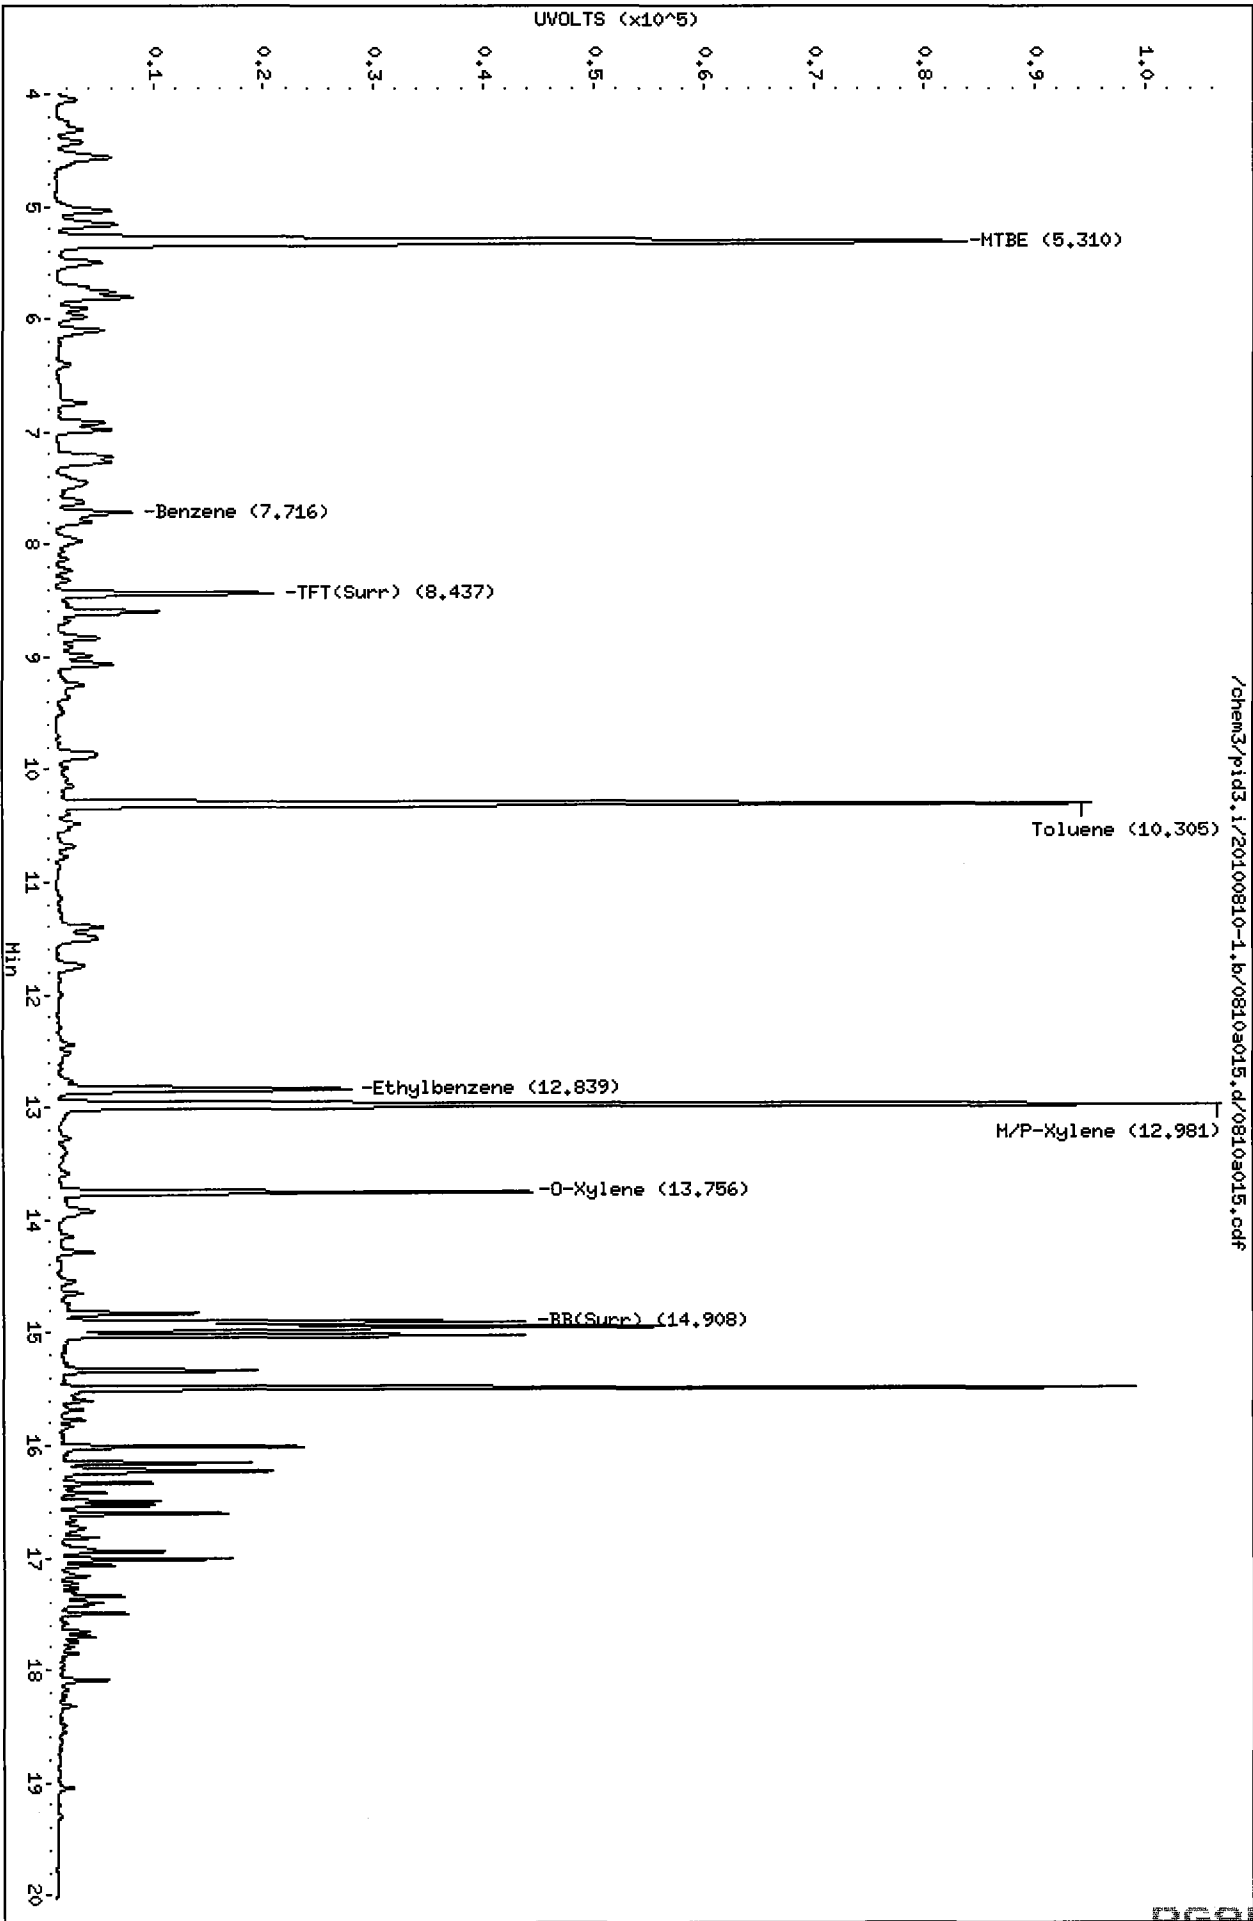 /chem3/pid3.i/20100810-1.b/0810a015.d/0810a015.cdf
UVOLTS (x10^5)
1.0
0.9
0.8
0.7
0.6
0.5
0.4
0.3
0.2
0.1
-MTBE (5.310)
-Benzene (7.716)
-TFT(Surr) (8.437)
Toluene (10.305)
-Ethylbenzene (12.839)
M/P-Xylene (12.981)
-O-Xylene (13.756)
-BB(Surr) (14.908)
4 5 6 7 8 9 10 11 12 13 14 15 16 17 18 19 20
Min